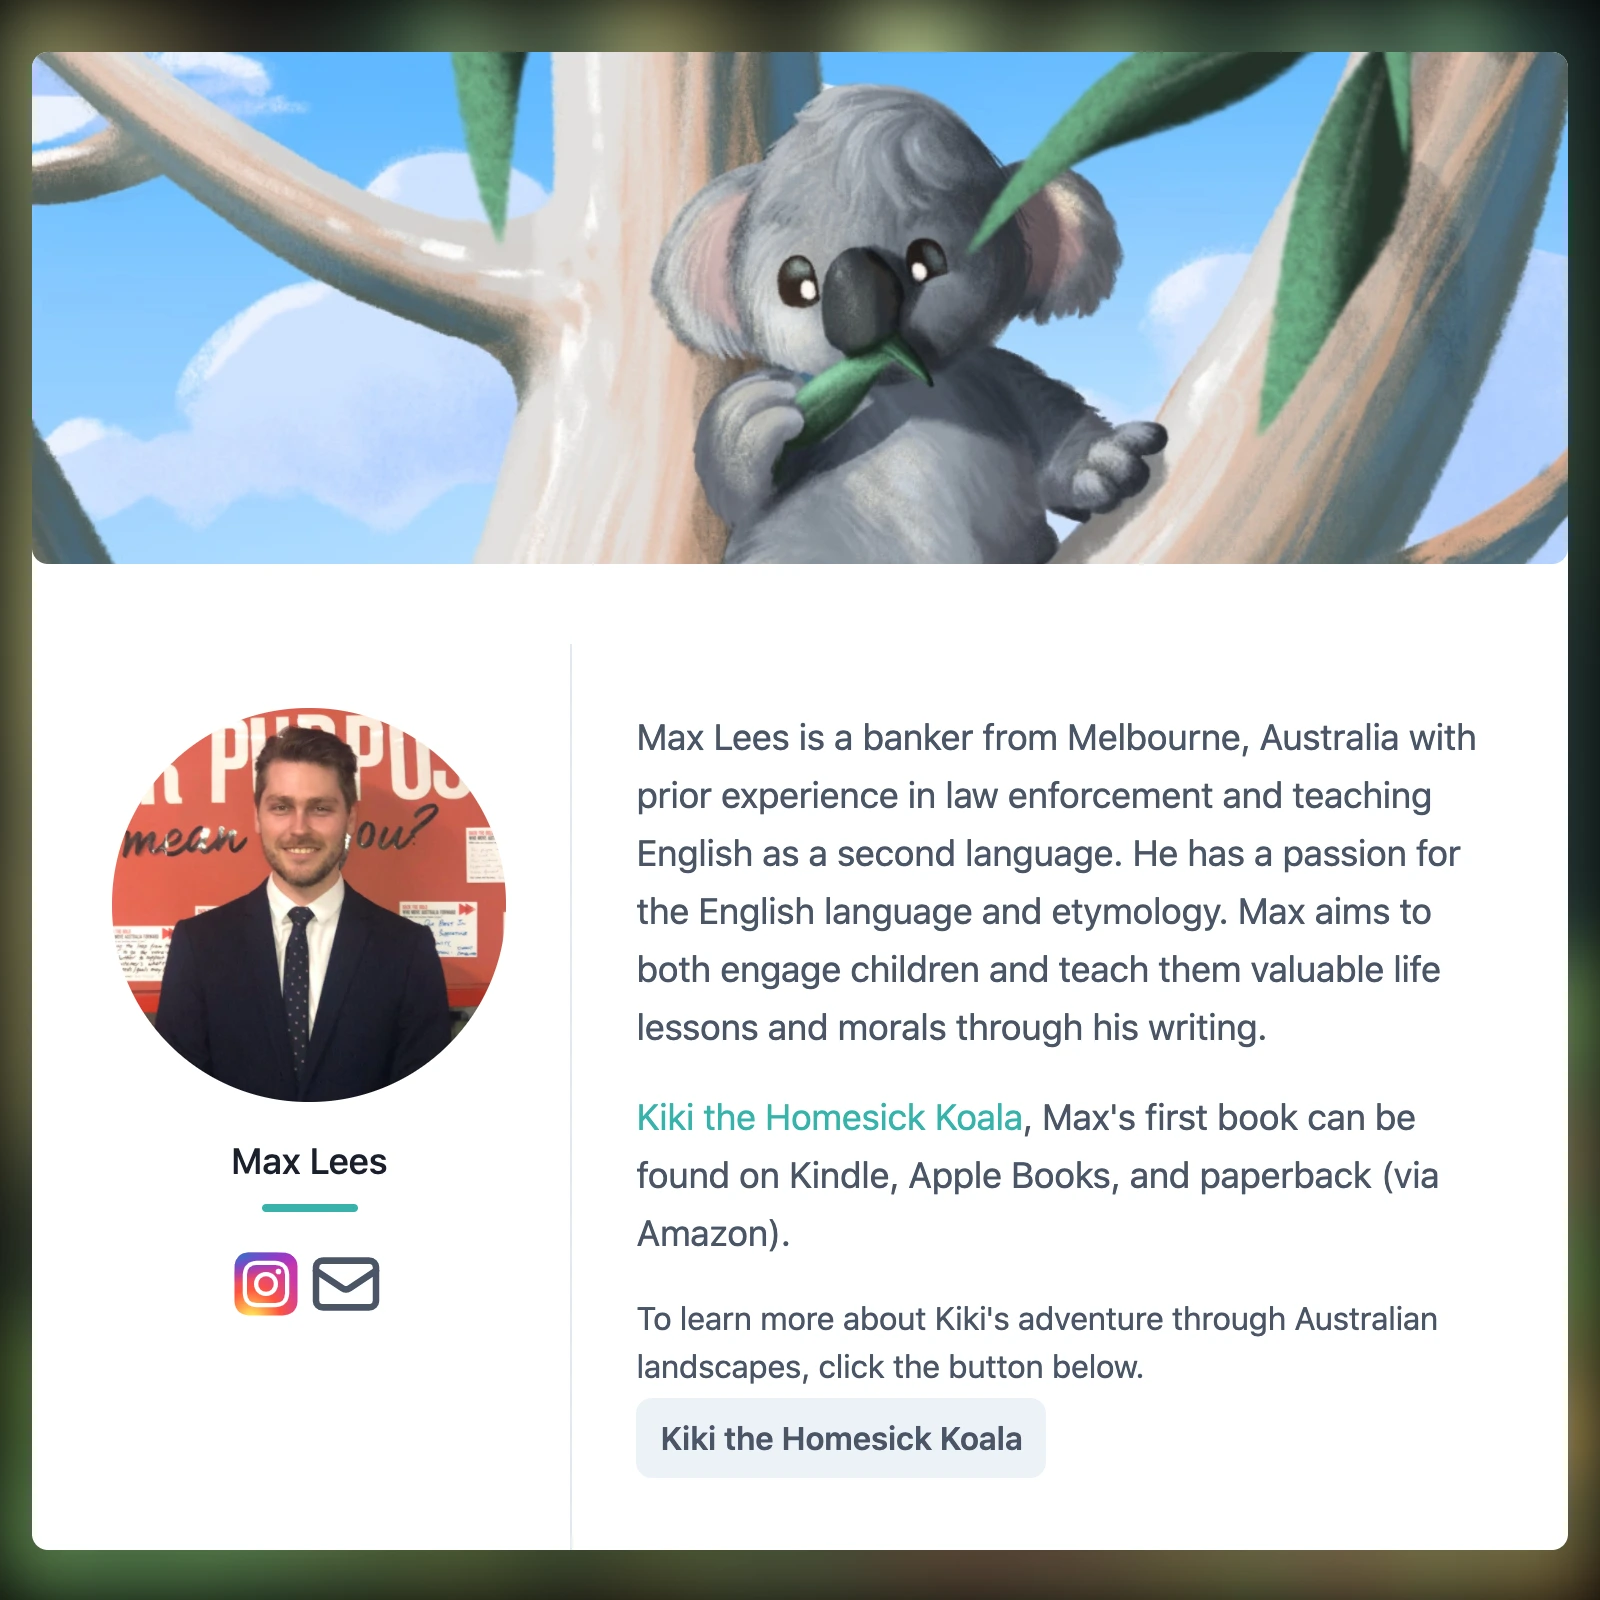 R PURPOS
mean ou?
Max Lees
Max Lees is a banker from Melbourne, Australia with
prior experience in law enforcement and teaching
English as a second language. He has a passion for
the English language and etymology. Max aims to
both engage children and teach them valuable life
lessons and morals through his writing.
Kiki the Homesick Koala, Max's first book can be
found on Kindle, Apple Books, and paperback (via
Amazon).
To learn more about Kiki's adventure through Australian
landscapes, click the button below.
Kiki the Homesick Koala